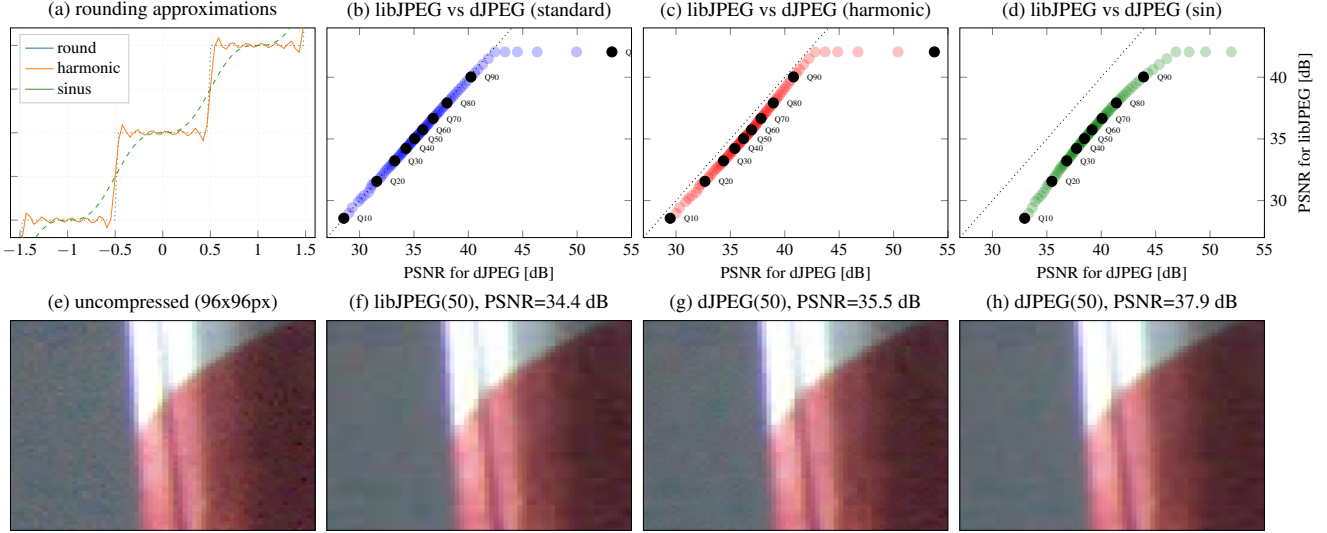 (a) rounding approximations
round
harmonic
sinus
−1.5 −1 −0.5 0 0.5 1 1.5
(b) libJPEG vs dJPEG (standard)
Q
Q90
Q80
Q70
Q60
Q50
Q40
Q30
Q20
Q10
30 35 40 45 50 55
PSNR for dJPEG [dB]
(c) libJPEG vs dJPEG (harmonic)
Q90
Q80
Q70
Q60
Q50
Q40
Q30
Q20
Q10
30 35 40 45 50 55
PSNR for dJPEG [dB]
(d) libJPEG vs dJPEG (sin)
Q90
Q80
Q70
Q60
Q50
Q40
Q30
Q20
Q10
30 35 40 45 50 55
PSNR for dJPEG [dB]
40
35
30
PSNR for libJPEG [dB]
(e) uncompressed (96x96px)
(f) libJPEG(50), PSNR=34.4 dB
(g) dJPEG(50), PSNR=35.5 dB
(h) dJPEG(50), PSNR=37.9 dB